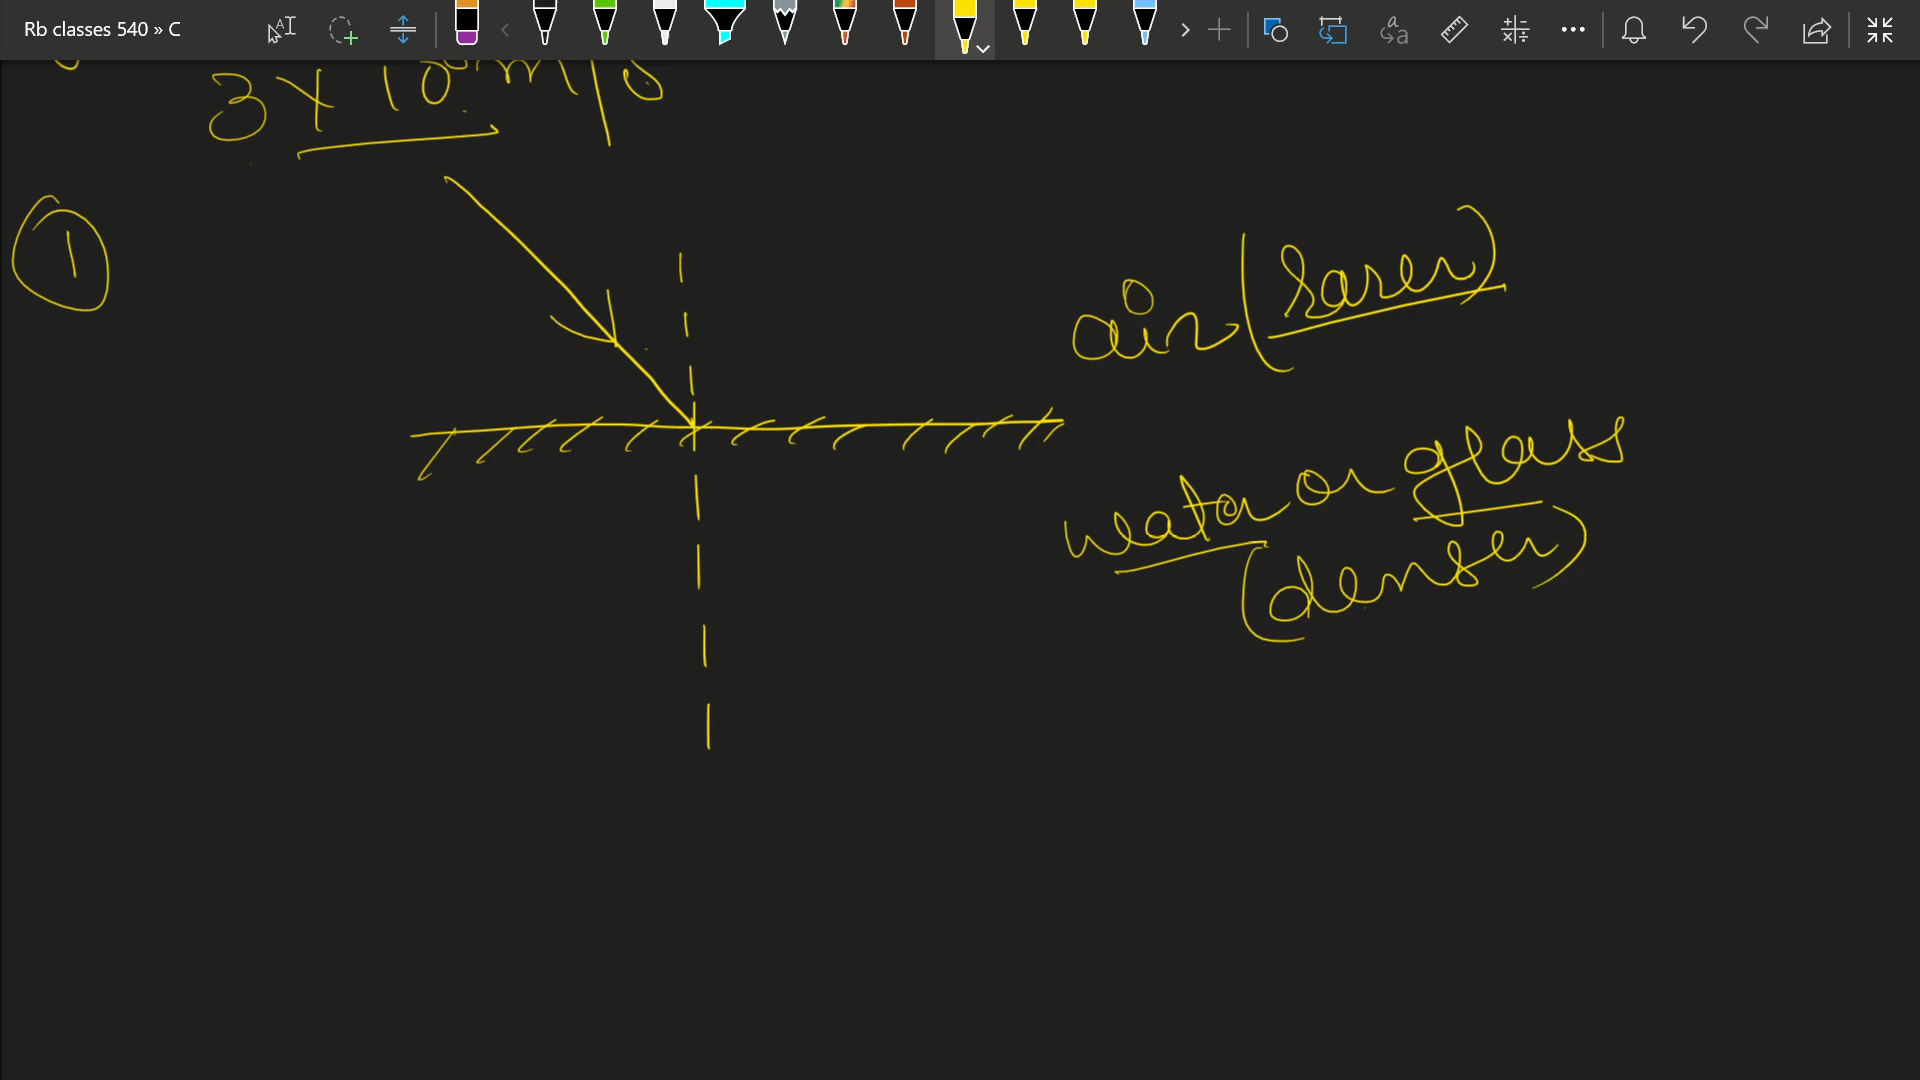 Rb classes 540 » C
3 × 10⁸ m/s
1
air (rarer)
water or glass
(denser)